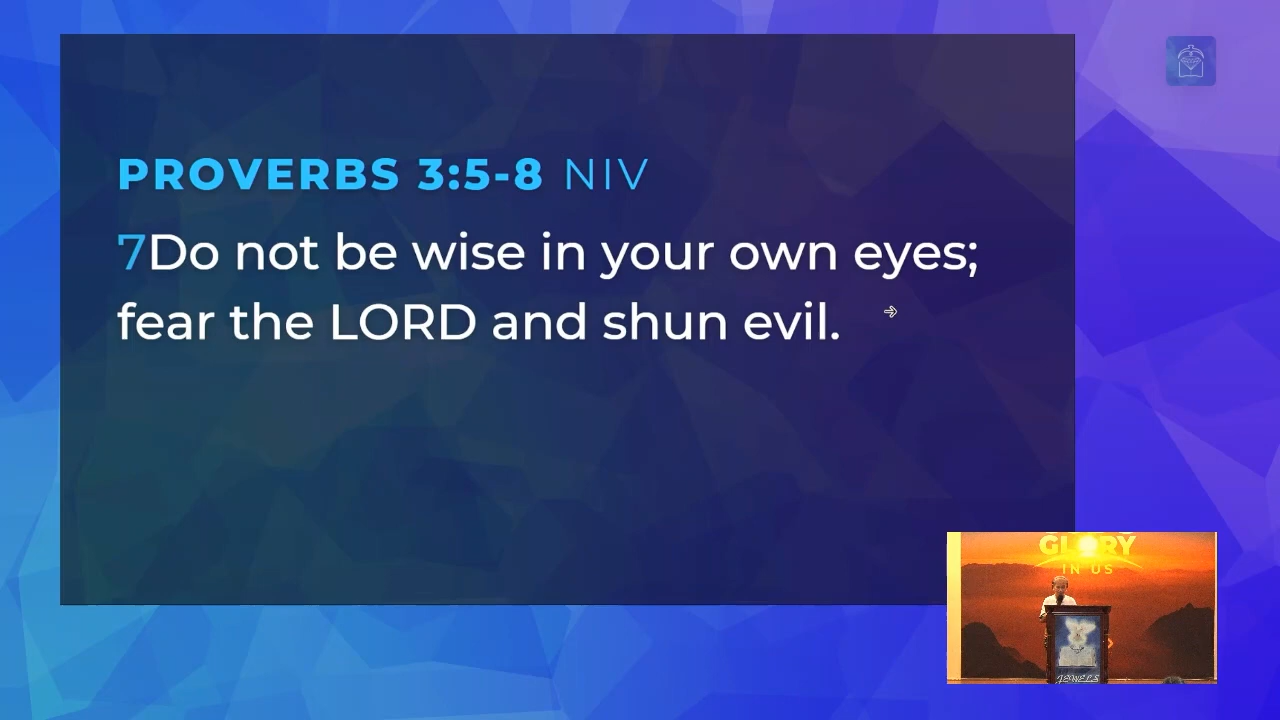 PROVERBS 3:5-8 NIV
7Do not be wise in your own eyes;
fear the LORD and shun evil.
GLORY
IN US
JEWELS